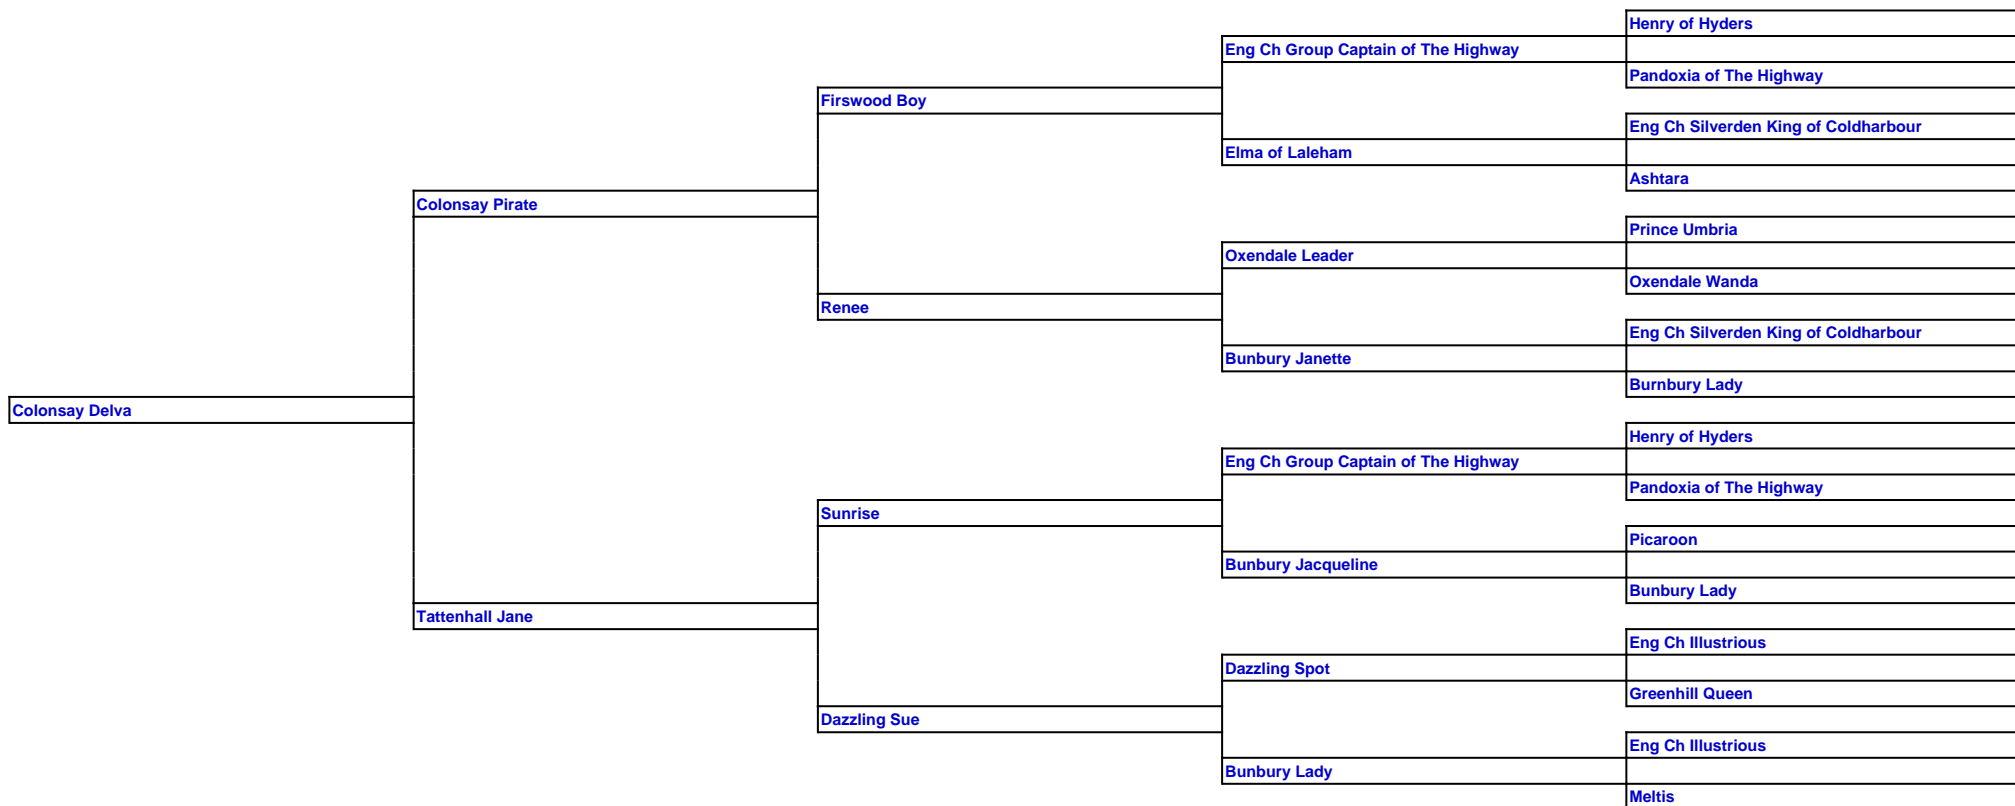 Henry of Hyders
Eng Ch Group Captain of The Highway
Pandoxia of The Highway
Firswood Boy
Eng Ch Silverden King of Coldharbour
Elma of Laleham
Ashtara
Colonsay Pirate
Prince Umbria
Oxendale Leader
Oxendale Wanda
Renee
Eng Ch Silverden King of Coldharbour
Bunbury Janette
Burnbury Lady
Colonsay Delva
Henry of Hyders
Eng Ch Group Captain of The Highway
Pandoxia of The Highway
Sunrise
Picaroon
Bunbury Jacqueline
Bunbury Lady
Tattenhall Jane
Eng Ch Illustrious
Dazzling Spot
Greenhill Queen
Dazzling Sue
Eng Ch Illustrious
Bunbury Lady
Meltis